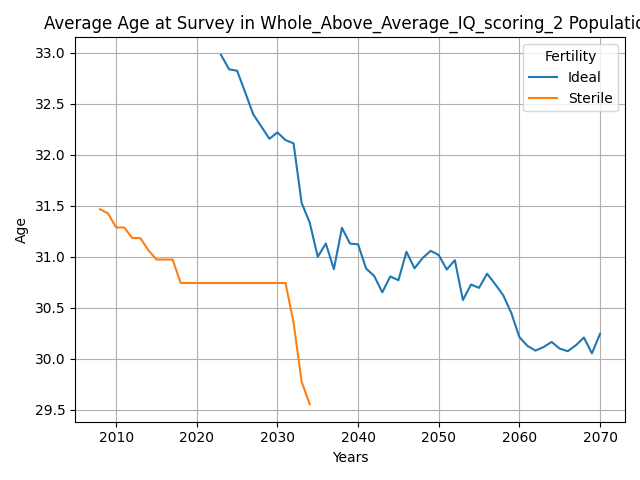 Average Age at Survey in Whole_Above_Average_IQ_scoring_2 Populatio
Fertility
Ideal
Sterile
33.0
32.5
32.0
31.5
31.0
30.5
30.0
29.5
Age
2010 2020 2030 2040 2050 2060 2070
Years